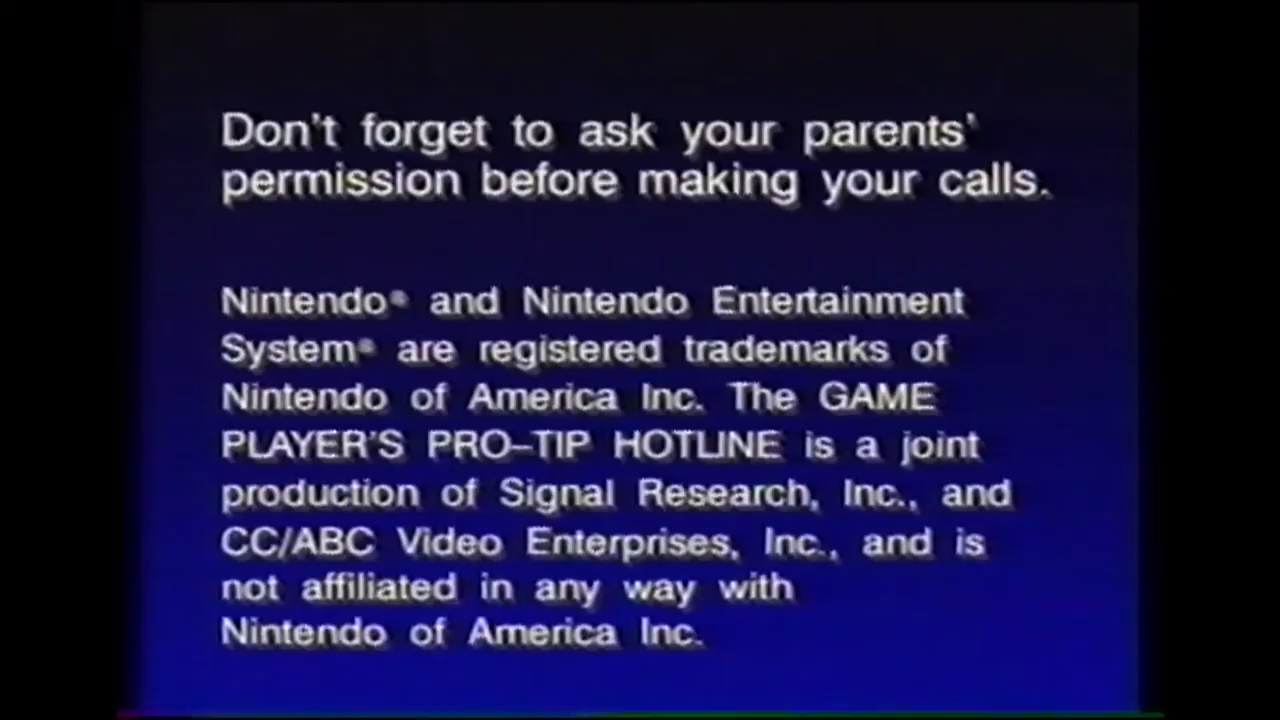 Don't forget to ask your parents'
permission before making your calls.
Nintendo® and Nintendo Entertainment
System® are registered trademarks of
Nintendo of America Inc. The GAME
PLAYER'S PRO–TIP HOTLINE is a joint
production of Signal Research, Inc., and
CC/ABC Video Enterprises, Inc., and is
not affiliated in any way with
Nintendo of America Inc.